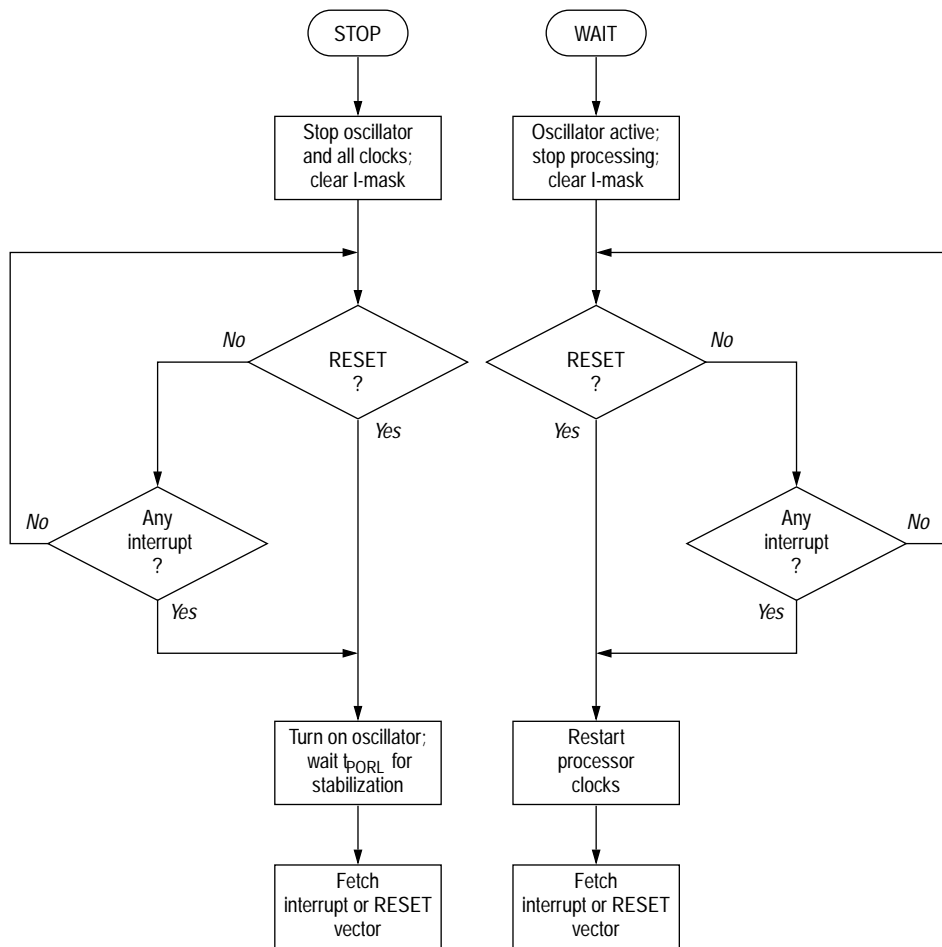 STOP
WAIT
Stop oscillator
and all clocks;
clear I-mask
Oscillator active;
stop processing;
clear I-mask
No
RESET
?
Yes
RESET
?
No
Yes
No
Any
interrupt
?
Yes
Any
interrupt
?
No
Yes
Turn on oscillator;
wait tPORL for
stabilization
Restart
processor
clocks
Fetch
interrupt or RESET
vector
Fetch
interrupt or RESET
vector